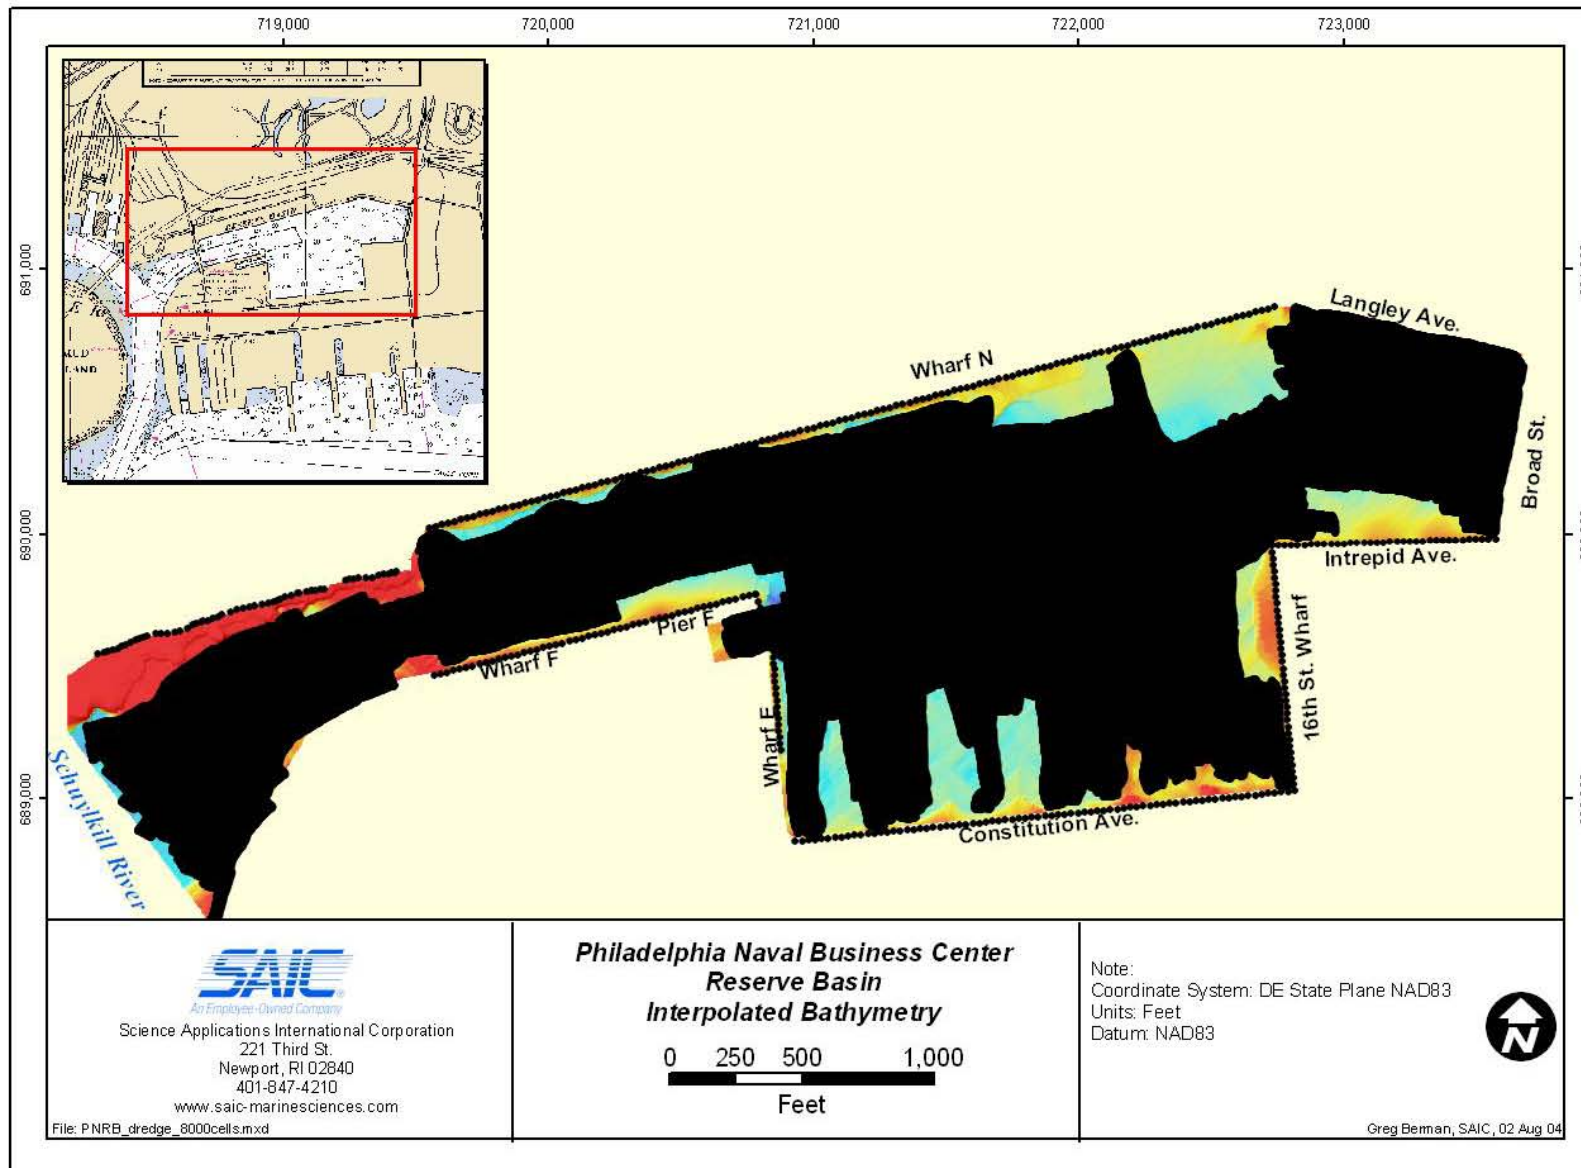 719,000
720,000
721,000
722,000
723,000
691,000
690,000
689,000
LAND
Langley Ave.
Wharf N
Broad St.
Intrepid Ave.
Pier F
Wharf F
16th St. Wharf
Wharf E
Constitution Ave.
Schuylkill River
SAIC
An Employee-Owned Company
Science Applications International Corporation
221 Third St.
Newport, RI 02840
401-847-4210
www.saic-marinesciences.com
File: PNRB_dredge_8000cells.mxd
Philadelphia Naval Business Center
Reserve Basin
Interpolated Bathymetry
0 250 500 1,000
Feet
Note:
Coordinate System: DE State Plane NAD83
Units: Feet
Datum: NAD83
N
Greg Berman, SAIC, 02 Aug 04